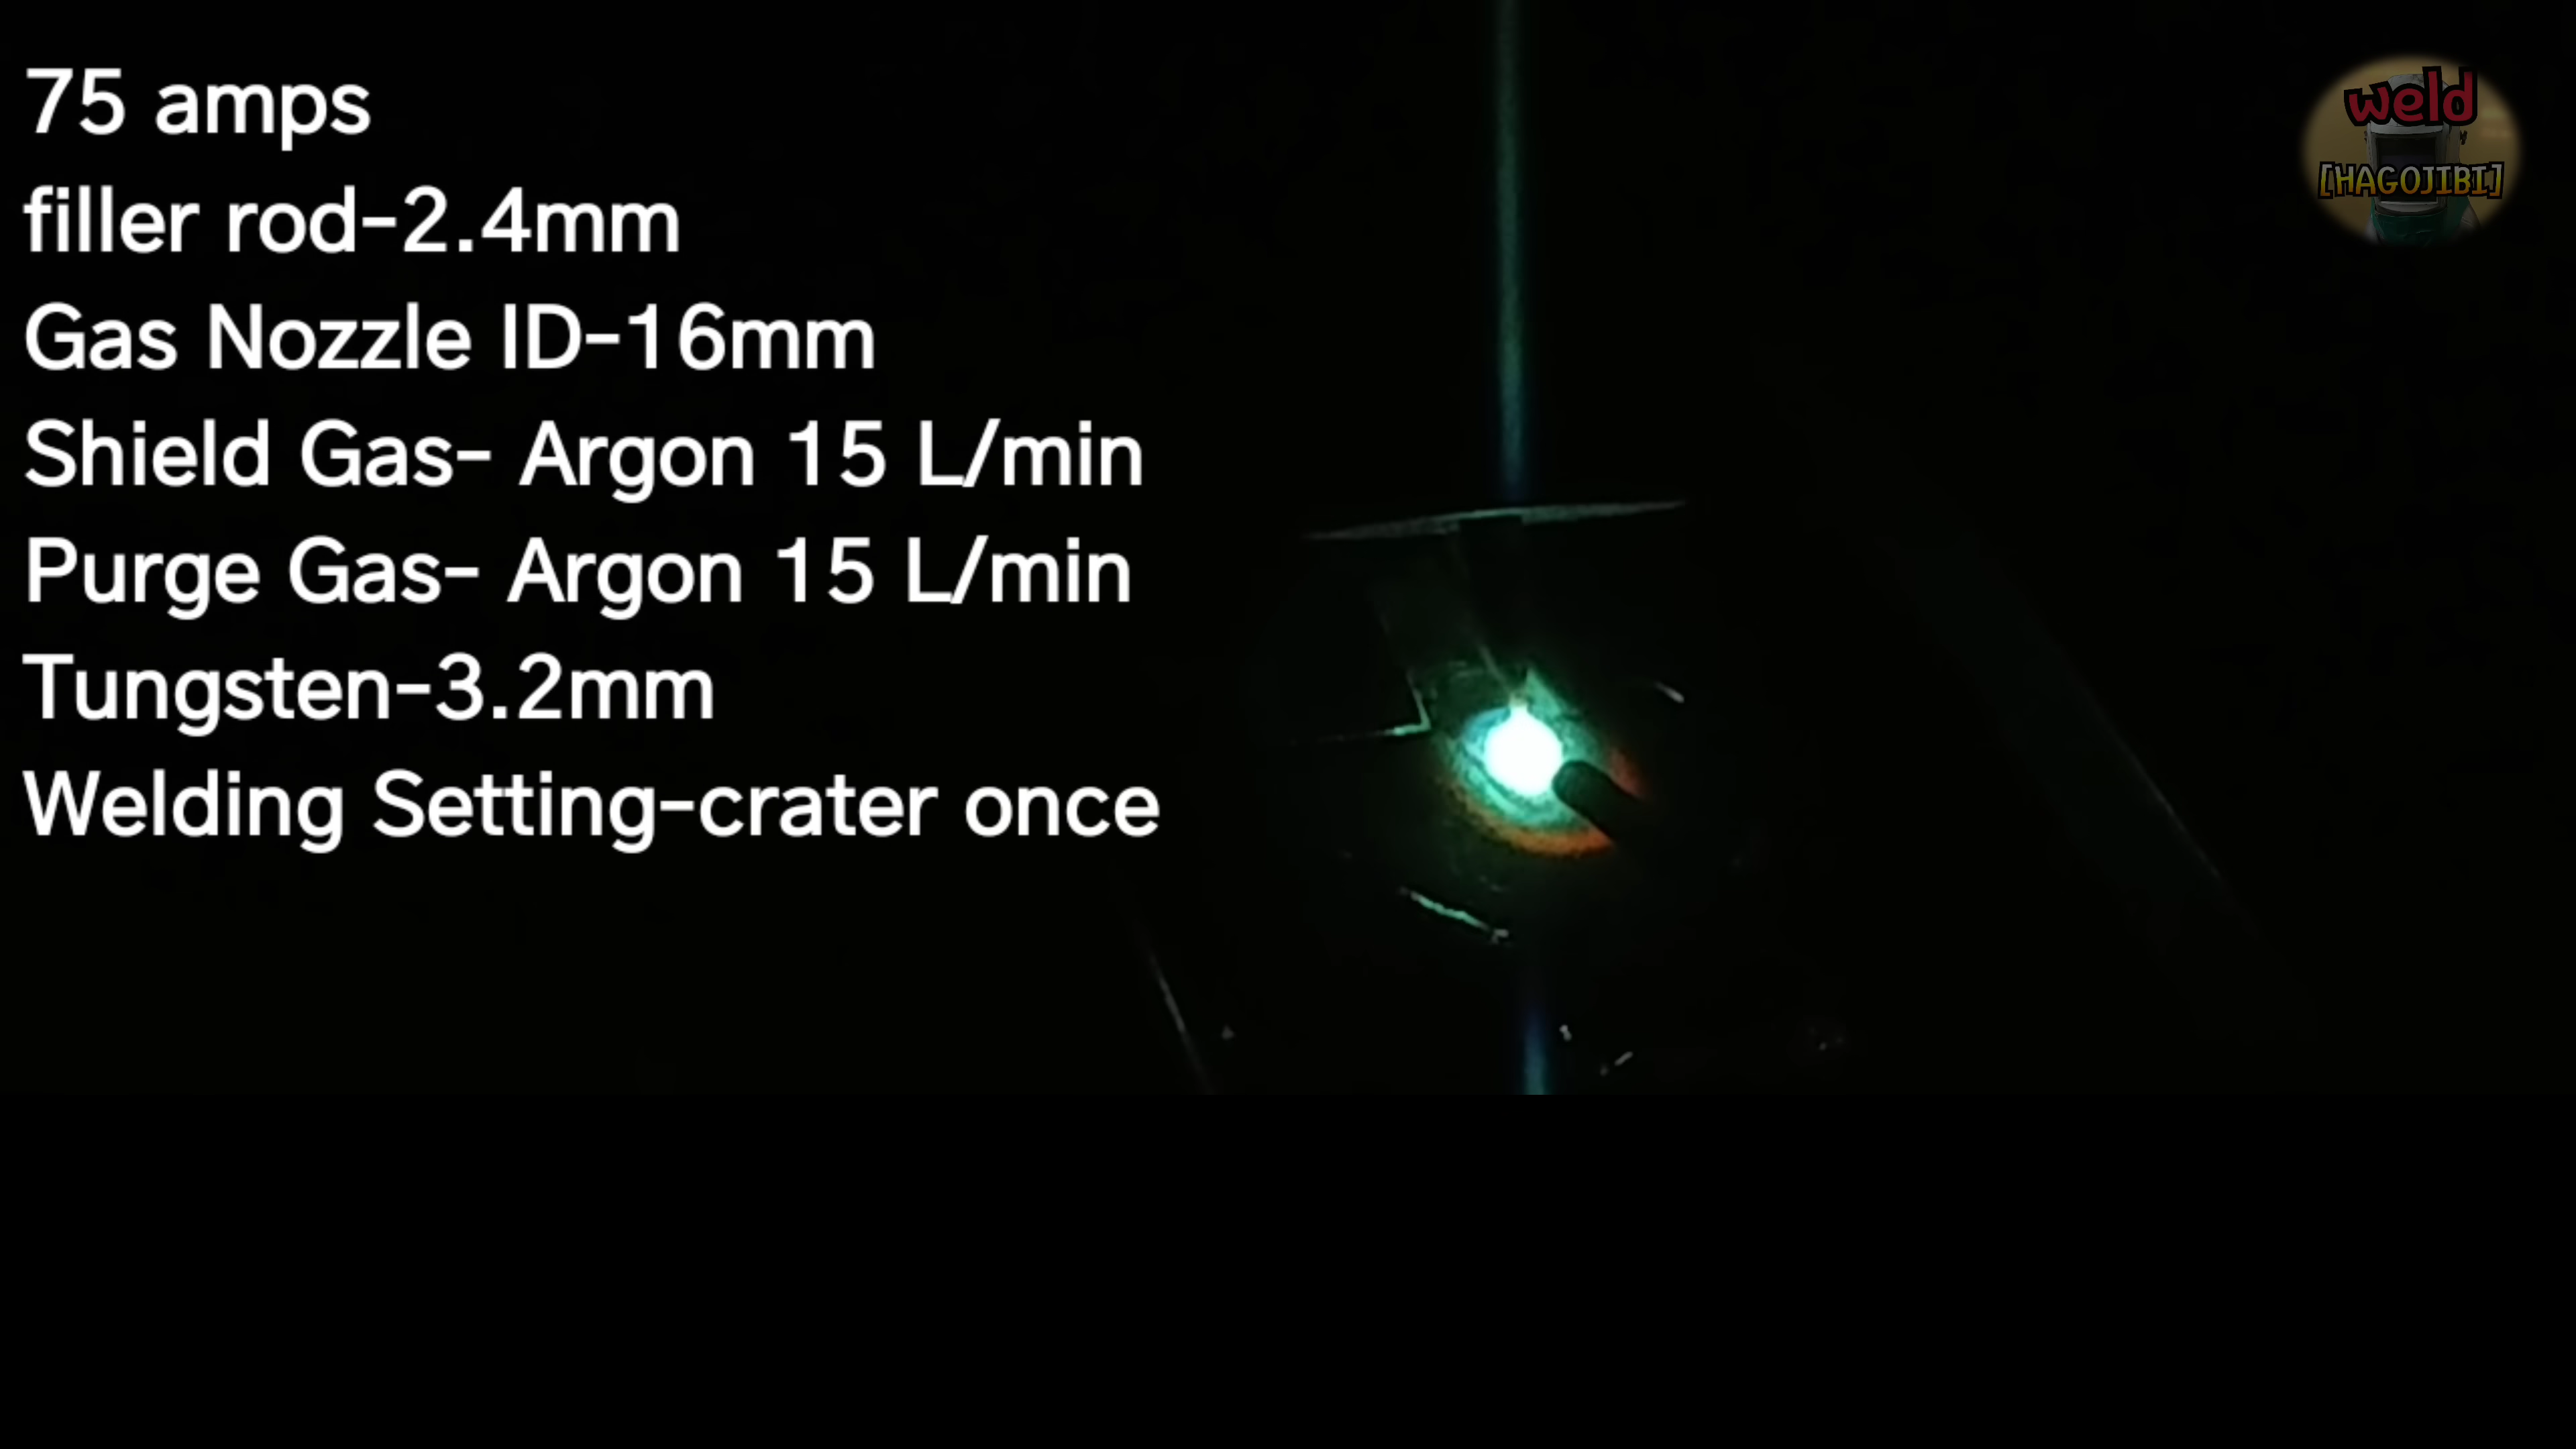 75 amps
filler rod-2.4mm
Gas Nozzle ID-16mm
Shield Gas- Argon 15 L/min
Purge Gas- Argon 15 L/min
Tungsten-3.2mm
Welding Setting-crater once
weld
[HAGOJIBI]